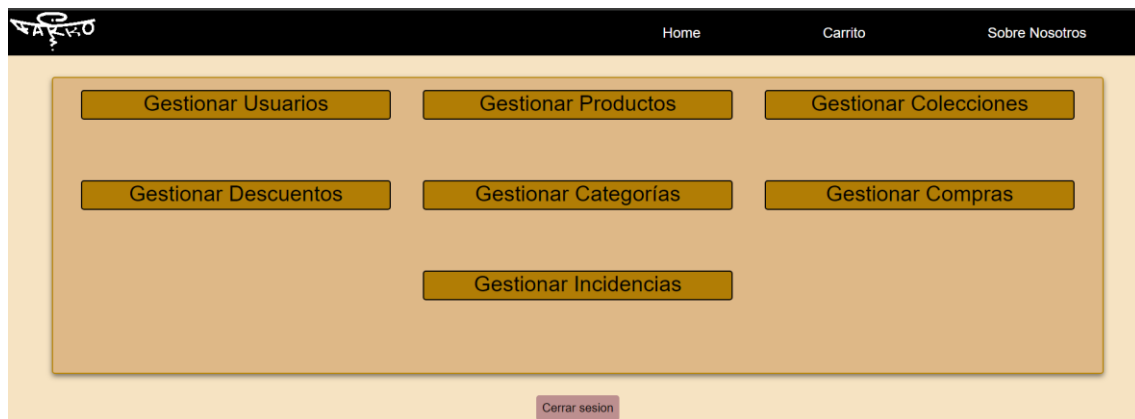 FARKO
Home Carrito Sobre Nosotros
Gestionar Usuarios Gestionar Productos Gestionar Colecciones
Gestionar Descuentos Gestionar Categorías Gestionar Compras
Gestionar Incidencias
Cerrar sesion